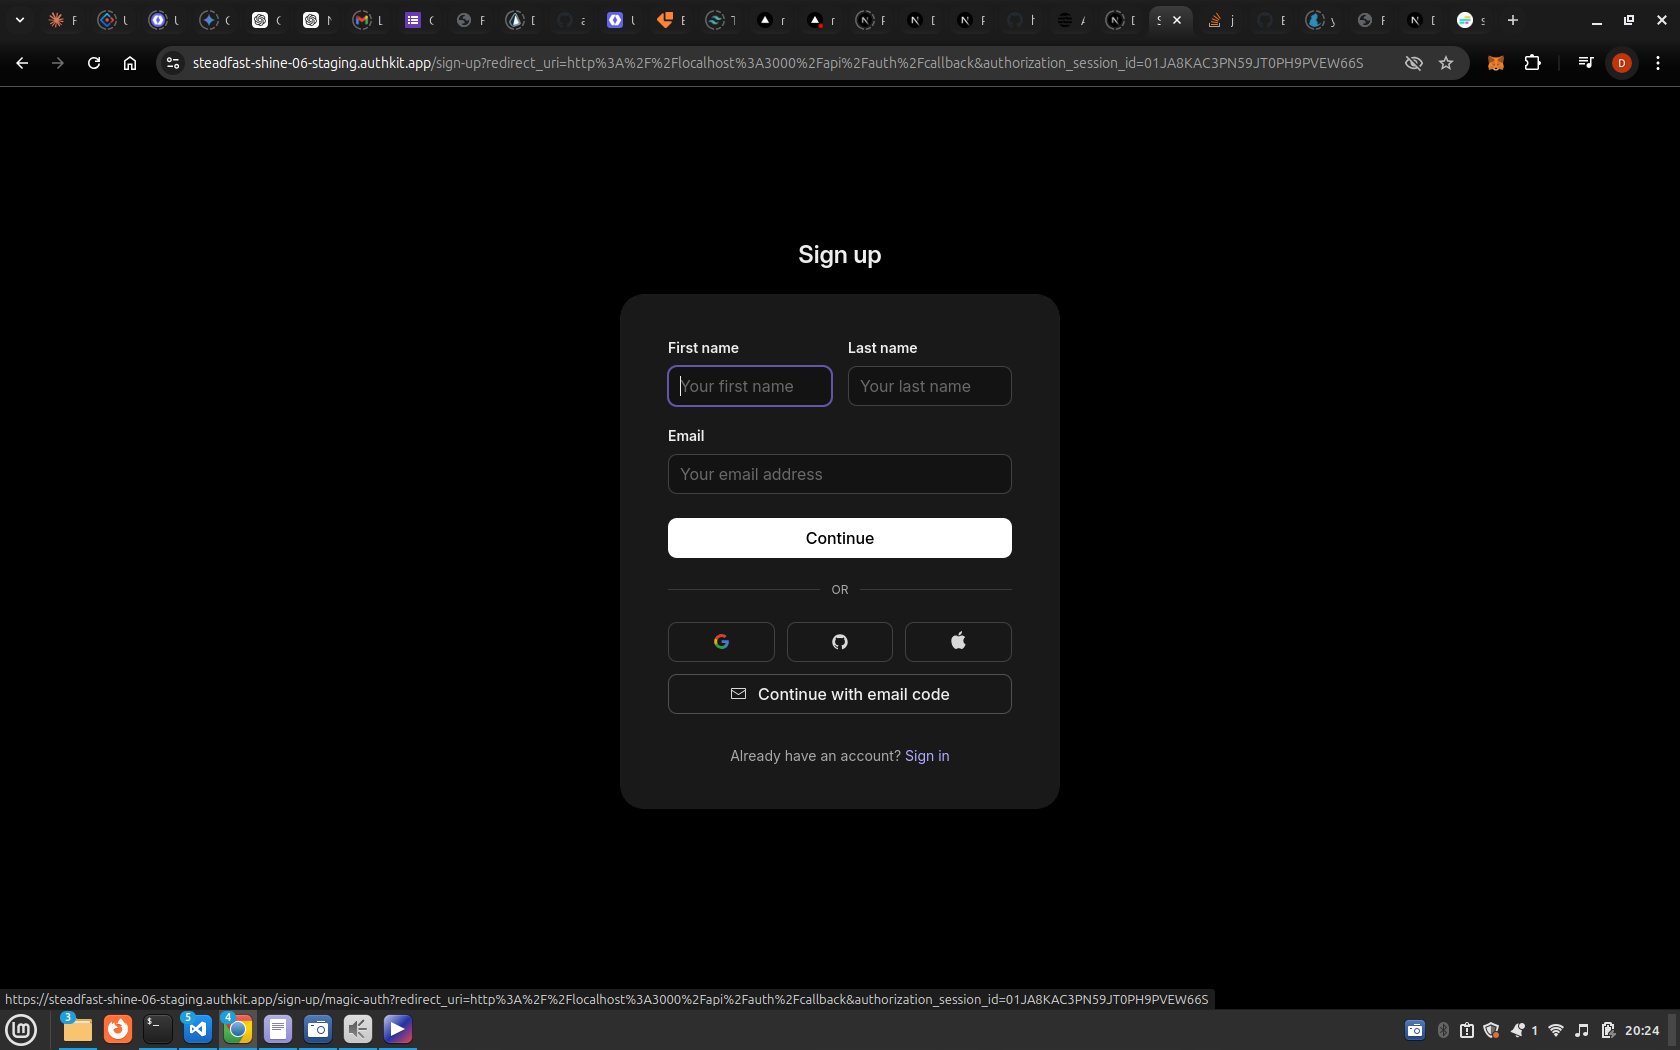 steadfast-shine-06-staging.authkit.app/sign-up?redirect_uri=http%3A%2F%2Flocalhost%3A3000%2Fapi%2Fauth%2Fcallback&authorization_session_id=01JA8KAC3PN59JT0PH9PVEW66S
D
Sign up
First name
Last name
Your first name
Your last name
Email
Your email address
Continue
OR
Continue with email code
Already have an account? Sign in
https://steadfast-shine-06-staging.authkit.app/sign-up/magic-auth?redirect_uri=http%3A%2F%2Flocalhost%3A3000%2Fapi%2Fauth%2Fcallback&authorization_session_id=01JA8KAC3PN59JT0PH9PVEW66S
3
5
4
1
20:24